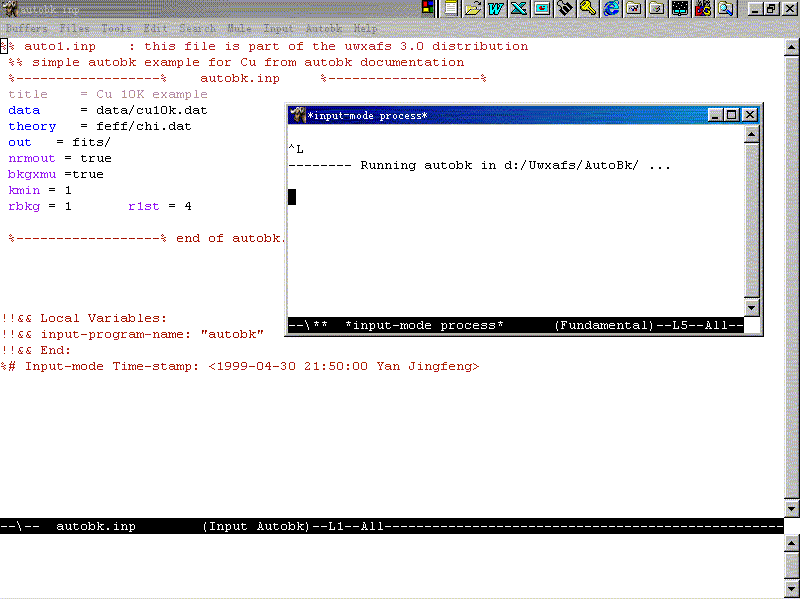 autobk.inp
Buffers Files Tools Edit Search Mule Input Autobk Help
%% auto1.inp    : this file is part of the uwxafs 3.0 distribution
%% simple autobk example for Cu from autobk documentation
%------------------%    autobk.inp     %-------------------%
title    = Cu 10K example
data     = data/cu10k.dat
theory   = feff/chi.dat
out   = fits/
nrmout = true
bkgxmu =true
kmin = 1
rbkg = 1       r1st = 4
%------------------% end of autobk.
!!&& Local Variables:
!!&& input-program-name: "autobk"
!!&& End:
%# Input-mode Time-stamp: <1999-04-30 21:50:00 Yan Jingfeng>
--\--  autobk.inp        (Input Autobk)--L1--All--------------------------------------------------
*input-mode process*
^L
-------- Running autobk in d:/Uwxafs/AutoBk/ ...
--\**  *input-mode process*      (Fundamental)--L5--All--